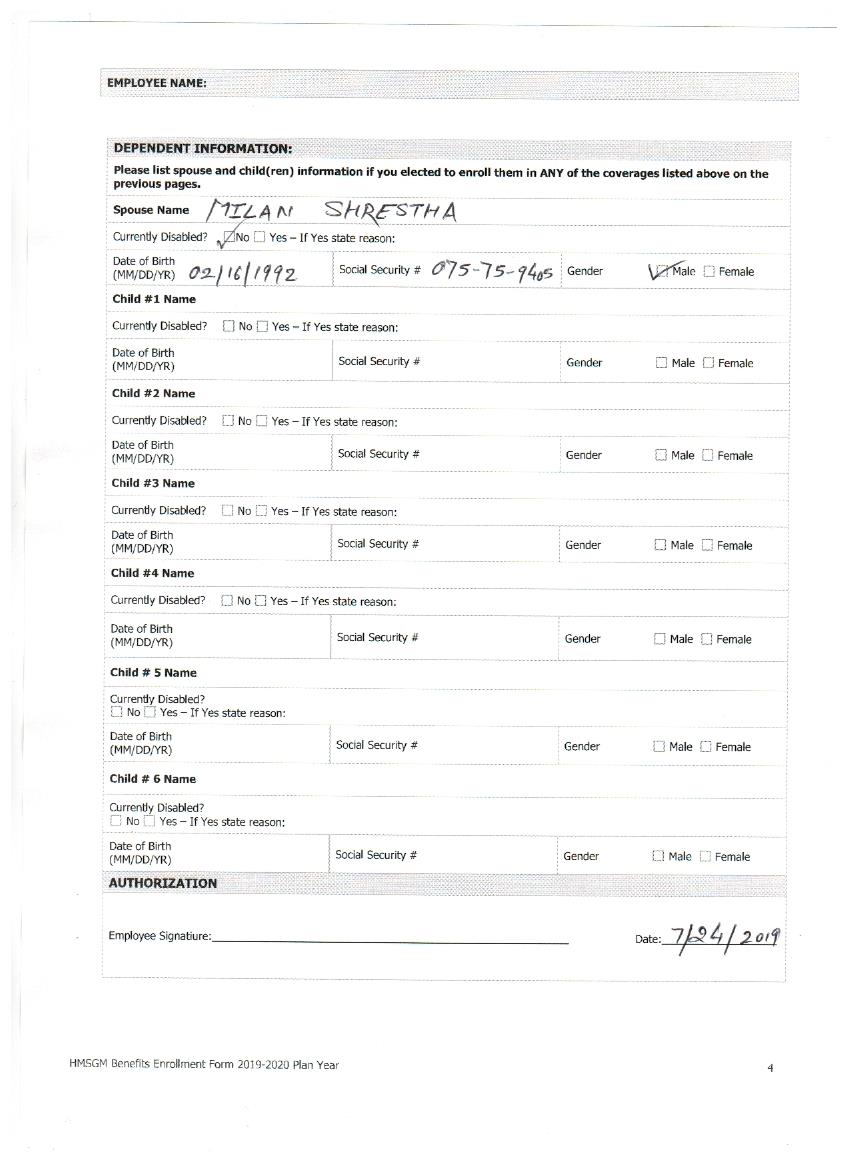 EMPLOYEE NAME:
DEPENDENT INFORMATION:
Please list spouse and child(ren) information if you elected to enroll them in ANY of the coverages listed above on the
previous pages.
Spouse Name MILAN SHRESTHA
Currently Disabled? ☑ No ☐ Yes – If Yes state reason:
Date of Birth
(MM/DD/YR) 02/16/1992 Social Security # 075-75-9405 Gender ☑ Male ☐ Female
Child #1 Name
Currently Disabled? ☐ No ☐ Yes – If Yes state reason:
Date of Birth
(MM/DD/YR) Social Security # Gender ☐ Male ☐ Female
Child #2 Name
Currently Disabled? ☐ No ☐ Yes – If Yes state reason:
Date of Birth
(MM/DD/YR) Social Security # Gender ☐ Male ☐ Female
Child #3 Name
Currently Disabled? ☐ No ☐ Yes – If Yes state reason:
Date of Birth
(MM/DD/YR) Social Security # Gender ☐ Male ☐ Female
Child #4 Name
Currently Disabled? ☐ No ☐ Yes – If Yes state reason:
Date of Birth
(MM/DD/YR) Social Security # Gender ☐ Male ☐ Female
Child # 5 Name
Currently Disabled?
☐ No ☐ Yes – If Yes state reason:
Date of Birth
(MM/DD/YR) Social Security # Gender ☐ Male ☐ Female
Child # 6 Name
Currently Disabled?
☐ No ☐ Yes – If Yes state reason:
Date of Birth
(MM/DD/YR) Social Security # Gender ☐ Male ☐ Female
AUTHORIZATION
Employee Signatiure: Date: 7/24/2019
HMSGM Benefits Enrollment Form 2019-2020 Plan Year 4